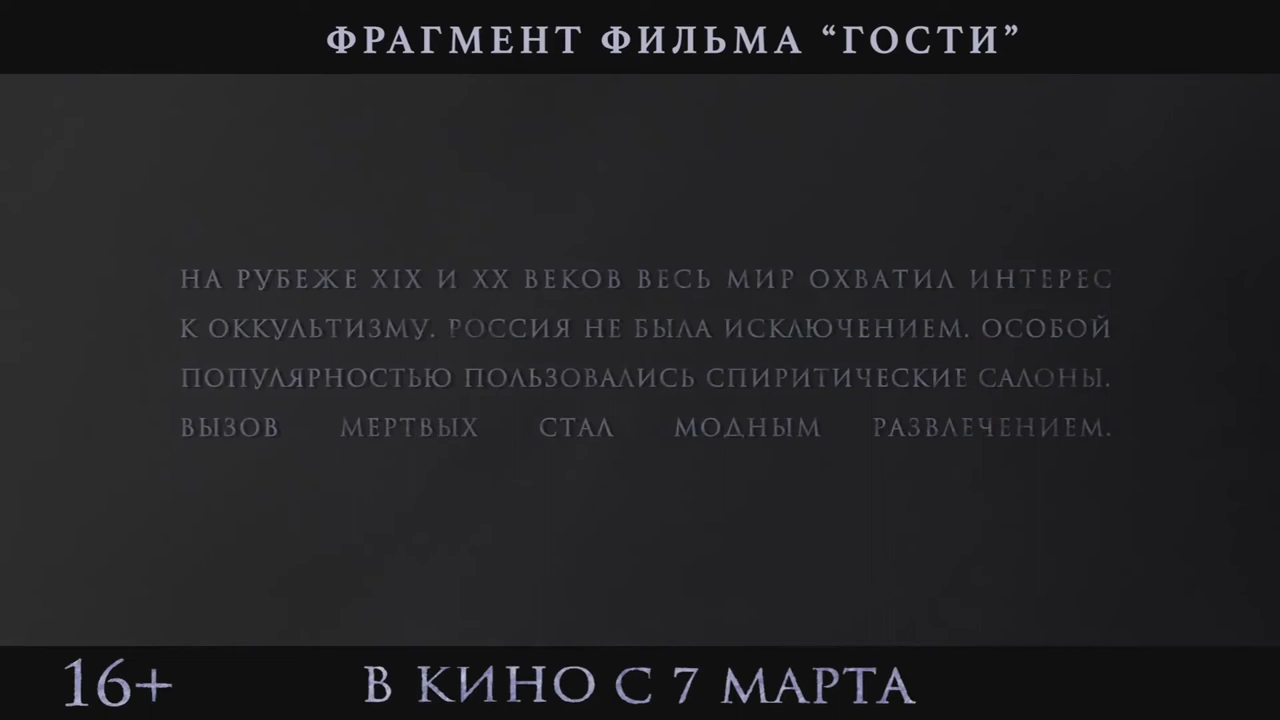 ФРАГМЕНТ ФИЛЬМА “ГОСТИ”
НА РУБЕЖЕ XIX И XX ВЕКОВ ВЕСЬ МИР ОХВАТИЛ ИНТЕРЕС
К ОККУЛЬТИЗМУ. РОССИЯ НЕ БЫЛА ИСКЛЮЧЕНИЕМ. ОСОБОЙ
ПОПУЛЯРНОСТЬЮ ПОЛЬЗОВАЛИСЬ СПИРИТИЧЕСКИЕ САЛОНЫ.
ВЫЗОВ МЕРТВЫХ СТАЛ МОДНЫМ РАЗВЛЕЧЕНИЕМ.
16+ В КИНО С 7 МАРТА